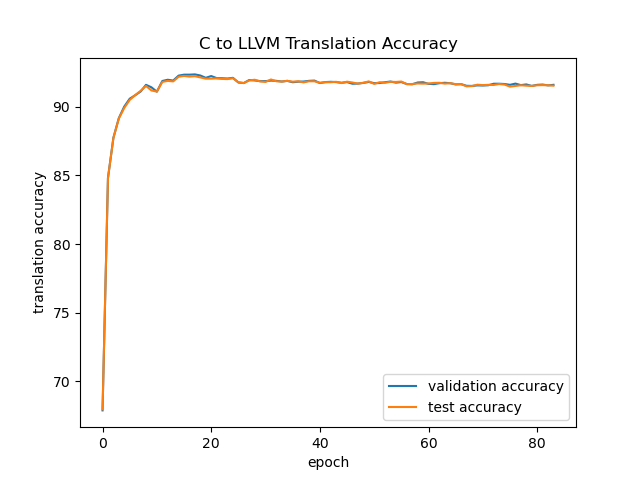 C to LLVM Translation Accuracy
translation accuracy
90
85
80
75
70
0 20 40 60 80
epoch
validation accuracy
test accuracy